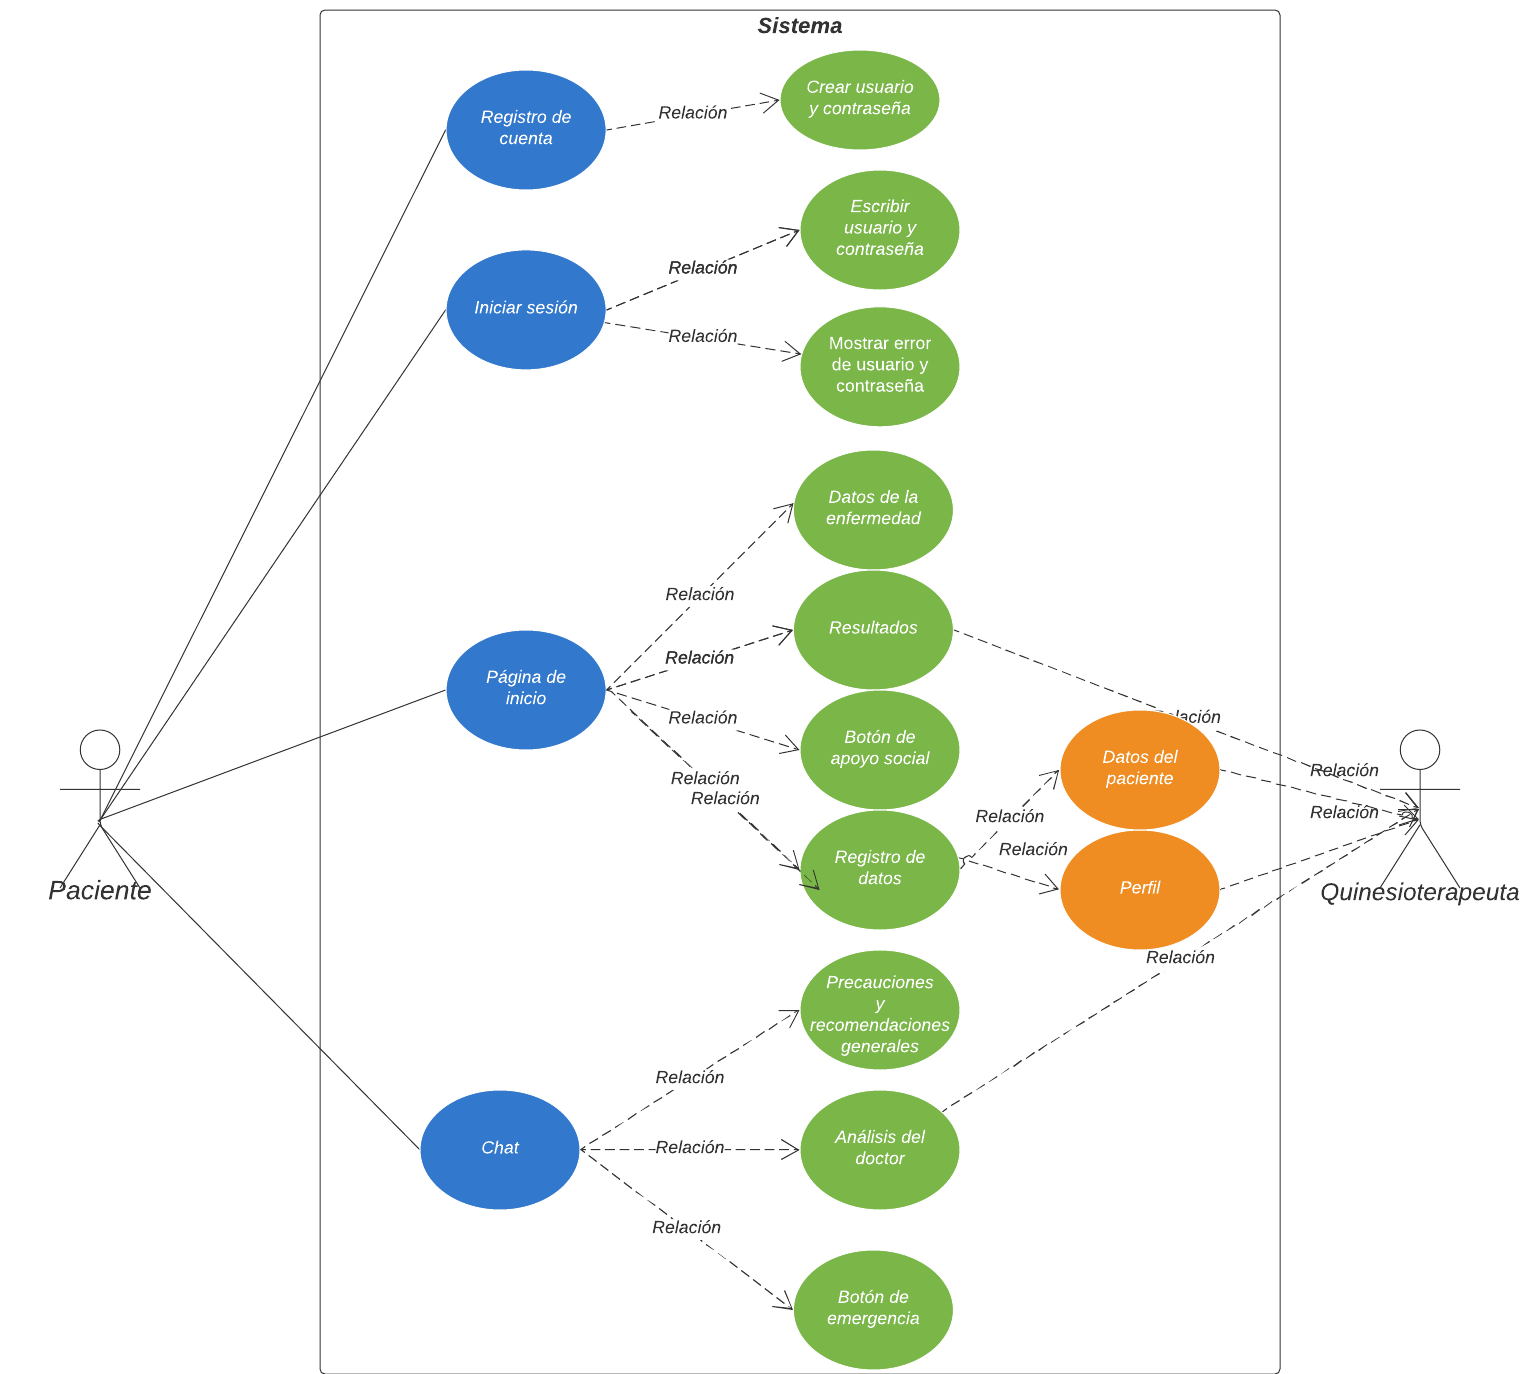 Sistema
Crear usuario
y contraseña
Registro de
cuenta
Relación
Escribir
usuario y
contraseña
Relación
Iniciar sesión
Relación
Mostrar error
de usuario y
contraseña
Datos de la
enfermedad
Relación
Resultados
Relación
Página de
inicio
Relación
Relación
Botón de
apoyo social
Datos del
paciente
Relación
Relación
Relación
Relación
Relación
Registro de
datos
Relación
Perfil
Paciente
Quinesioterapeuta
Relación
Precauciones
y
recomendaciones
generales
Relación
Chat
Relación
Análisis del
doctor
Relación
Botón de
emergencia